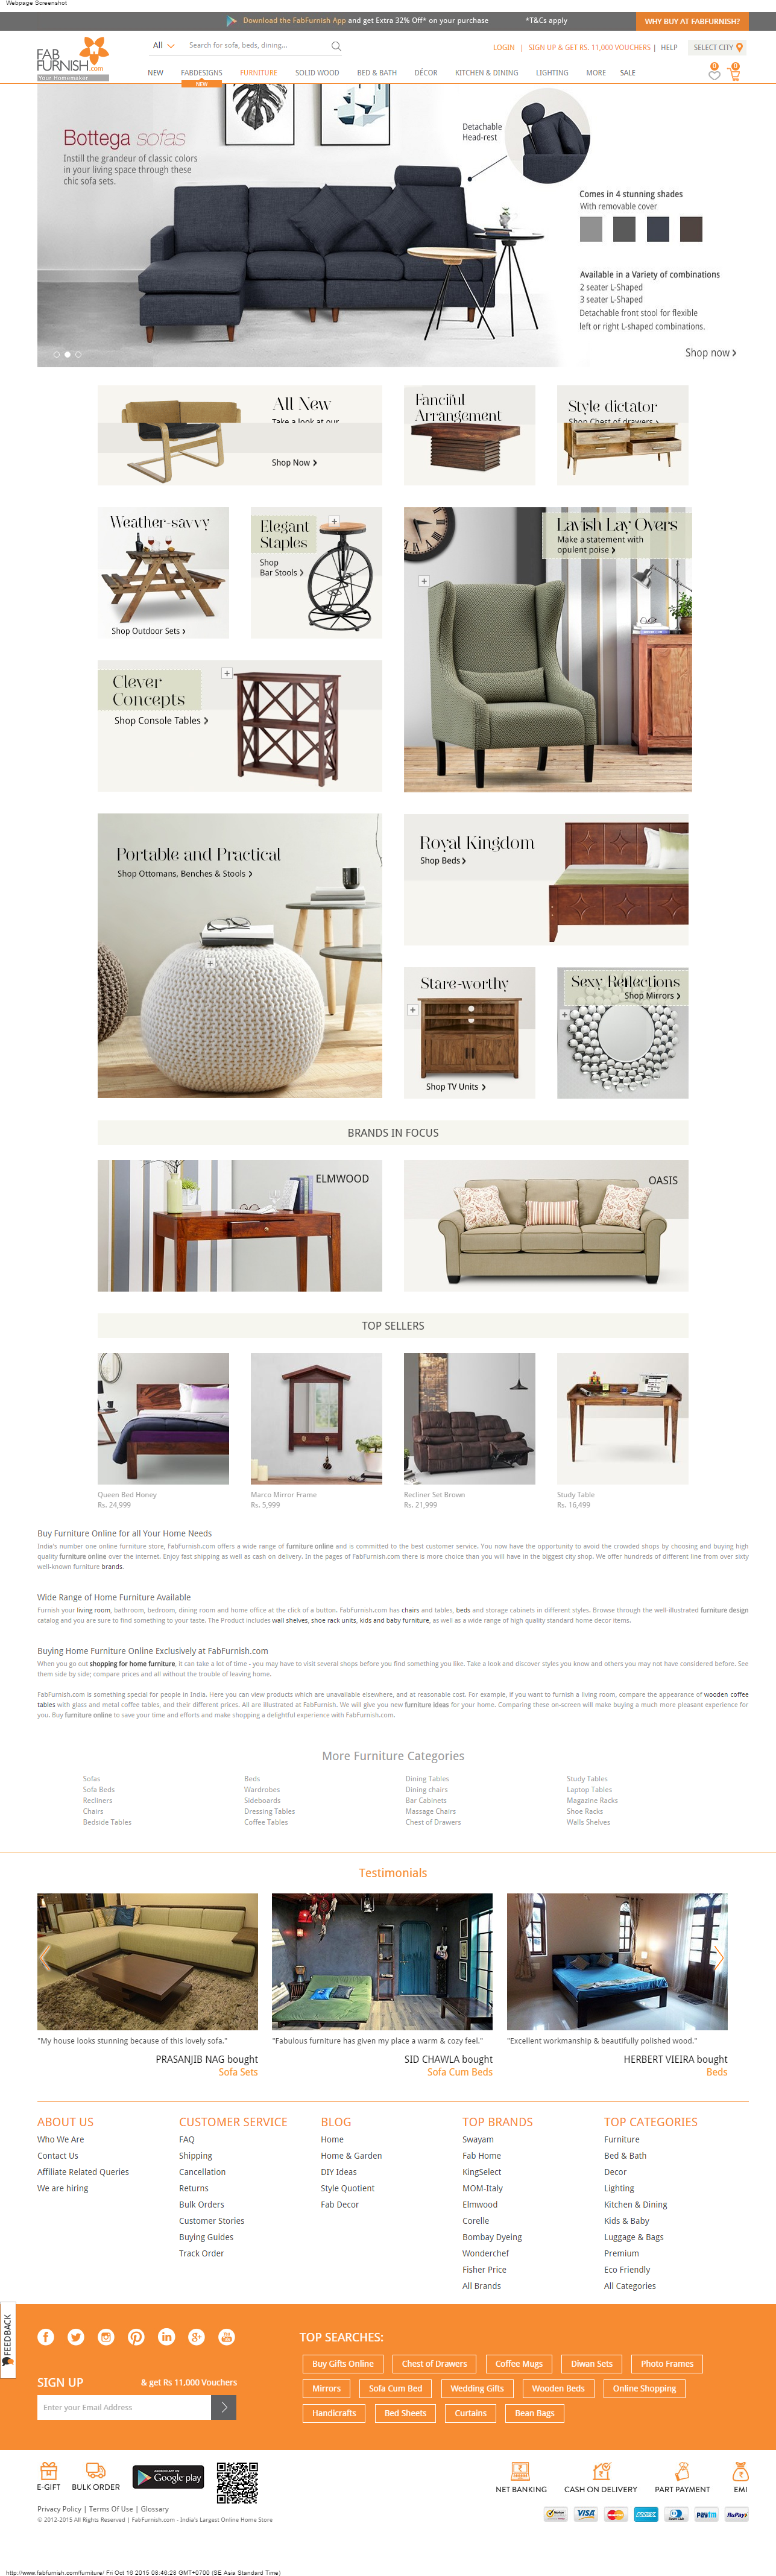 Webpage Screenshot
Download the FabFurnish App and get Extra 32% Off* on your purchase *T&Cs apply
WHY BUY AT FABFURNISH?
FAB
FURNISH.com
Your Homemaker
All
Search for sofa, beds, dining...
LOGIN | SIGN UP & GET RS. 11,000 VOUCHERS | HELP
SELECT CITY
NEW FABDESIGNS FURNITURE SOLID WOOD BED & BATH DÉCOR KITCHEN & DINING LIGHTING MORE SALE
NEW
0 0
Bottega sofas
Instill the grandeur of classic colors
in your living space through these
chic sofa sets.
Detachable
Head-rest
Comes in 4 stunning shades
With removable cover
Available in a Variety of combinations
2 seater L-Shaped
3 seater L-Shaped
Detachable front stool for flexible
left or right L-shaped combinations.
Shop now >
All New
Take a look at our
Shop Now >
Fanciful
Arrangement
Style dictator
Shop Chest of drawers >
Weather-savvy
Shop Outdoor Sets >
Elegant
Staples
Shop
Bar Stools >
Lavish Lay Overs
Make a statement with
opulent poise >
Clever
Concepts
Shop Console Tables >
Portable and Practical
Shop Ottomans, Benches & Stools >
Royal Kingdom
Shop Beds >
Stare-worthy
Shop TV Units >
Sexy Reflections
Shop Mirrors >
BRANDS IN FOCUS
ELMWOOD
OASIS
TOP SELLERS
Queen Bed Honey
Rs. 24,999
Marco Mirror Frame
Rs. 5,999
Recliner Set Brown
Rs. 21,999
Study Table
Rs. 16,499
Buy Furniture Online for all Your Home Needs
India's number one online furniture store, FabFurnish.com offers a wide range of furniture online and is committed to the best customer service. You now have the opportunity to avoid the crowded shops by choosing and buying high
quality furniture online over the internet. Enjoy fast shipping as well as cash on delivery. In the pages of FabFurnish.com there is more choice than you will have in the biggest city shop. We offer hundreds of different line from over sixty
well-known furniture brands.
Wide Range of Home Furniture Available
Furnish your living room, bathroom, bedroom, dining room and home office at the click of a button. FabFurnish.com has chairs and tables, beds and storage cabinets in different styles. Browse through the well-illustrated furniture design
catalog and you are sure to find something to your taste. The Product includes wall shelves, shoe rack units, kids and baby furniture, as well as a wide range of high quality standard home decor items.
Buying Home Furniture Online Exclusively at FabFurnish.com
When you go out shopping for home furniture, it can take a lot of time - you may have to visit several shops before you find something you like. Take a look and discover styles you know and others you may not have considered before. See
them side by side; compare prices and all without the trouble of leaving home.
FabFurnish.com is something special for people in India. Here you can view products which are unavailable elsewhere, and at reasonable cost. For example, if you want to furnish a living room, compare the appearance of wooden coffee
tables with glass and metal coffee tables, and their different prices. All are illustrated at FabFurnish. We will give you new furniture ideas for your home. Comparing these on-screen will make buying a much more pleasant experience for
you. Buy furniture online to save your time and efforts and make shopping a delightful experience with FabFurnish.com.
More Furniture Categories
Sofas Beds Dining Tables Study Tables
Sofa Beds Wardrobes Dining chairs Laptop Tables
Recliners Sideboards Bar Cabinets Magazine Racks
Chairs Dressing Tables Massage Chairs Shoe Racks
Bedside Tables Coffee Tables Chest of Drawers Walls Shelves
Testimonials
"My house looks stunning because of this lovely sofa."
PRASANJIB NAG bought
Sofa Sets
"Fabulous furniture has given my place a warm & cozy feel."
SID CHAWLA bought
Sofa Cum Beds
"Excellent workmanship & beautifully polished wood."
HERBERT VIEIRA bought
Beds
ABOUT US
Who We Are
Contact Us
Affiliate Related Queries
We are hiring
CUSTOMER SERVICE
FAQ
Shipping
Cancellation
Returns
Bulk Orders
Customer Stories
Buying Guides
Track Order
BLOG
Home
Home & Garden
DIY Ideas
Style Quotient
Fab Decor
TOP BRANDS
Swayam
Fab Home
KingSelect
MOM-Italy
Elmwood
Corelle
Bombay Dyeing
Wonderchef
Fisher Price
All Brands
TOP CATEGORIES
Furniture
Bed & Bath
Decor
Lighting
Kitchen & Dining
Kids & Baby
Luggage & Bags
Premium
Eco Friendly
All Categories
FEEDBACK
SIGN UP & get Rs 11,000 Vouchers
Enter your Email Address
TOP SEARCHES:
Buy Gifts Online Chest of Drawers Coffee Mugs Diwan Sets Photo Frames
Mirrors Sofa Cum Bed Wedding Gifts Wooden Beds Online Shopping
Handicrafts Bed Sheets Curtains Bean Bags
E-GIFT BULK ORDER
ANDROID APP ON
Google play
NET BANKING CASH ON DELIVERY PART PAYMENT EMI
Privacy Policy | Terms Of Use | Glossary
© 2012-2015 All Rights Reserved | FabFurnish.com - India's Largest Online Home Store
VISA Paytm RuPay
http://www.fabfurnish.com/furniture/ Fri Oct 16 2015 08:46:28 GMT+0700 (SE Asia Standard Time)